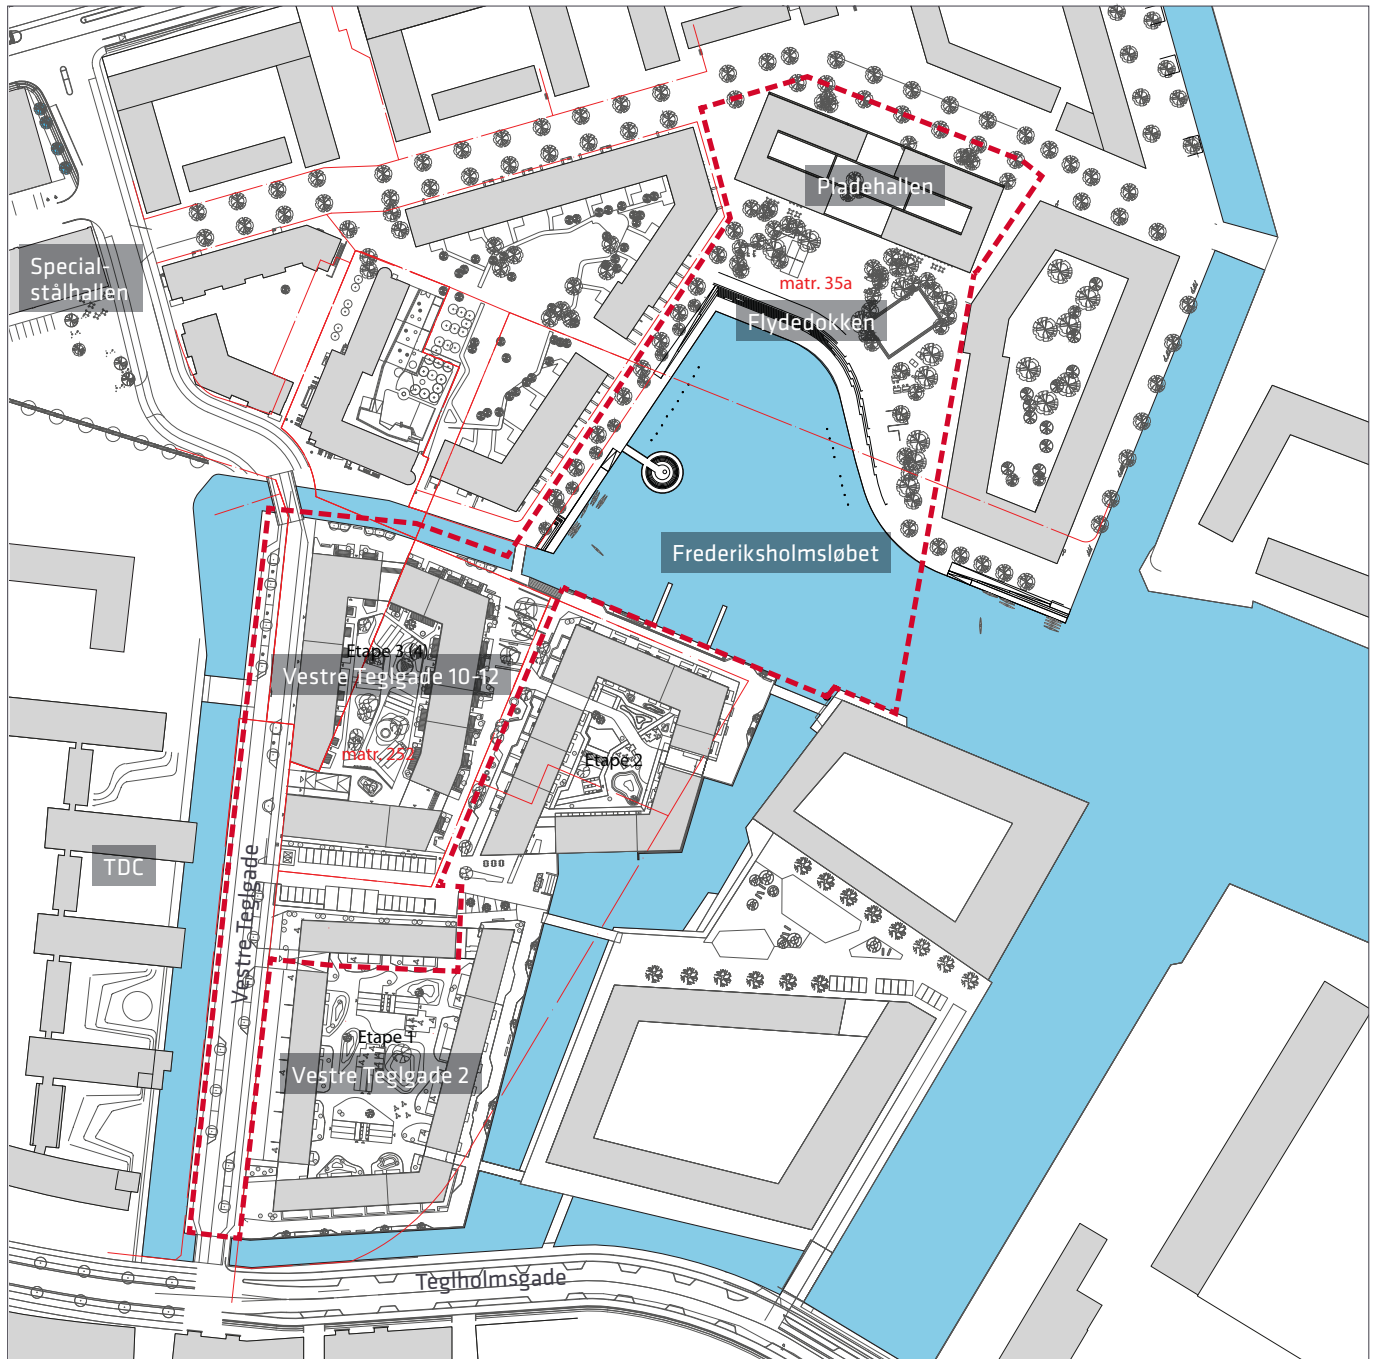 Pladehallen
Special-
stålhallen
matr. 35a
Flydedokken
Frederiksholmsløbet
Etape 3 (4)
Vestre Teglgade 10-12
matr. 252
Etape 2
TDC
Vestre Teglgade
Etape 1
Vestre Teglgade 2
Teglholmsgade